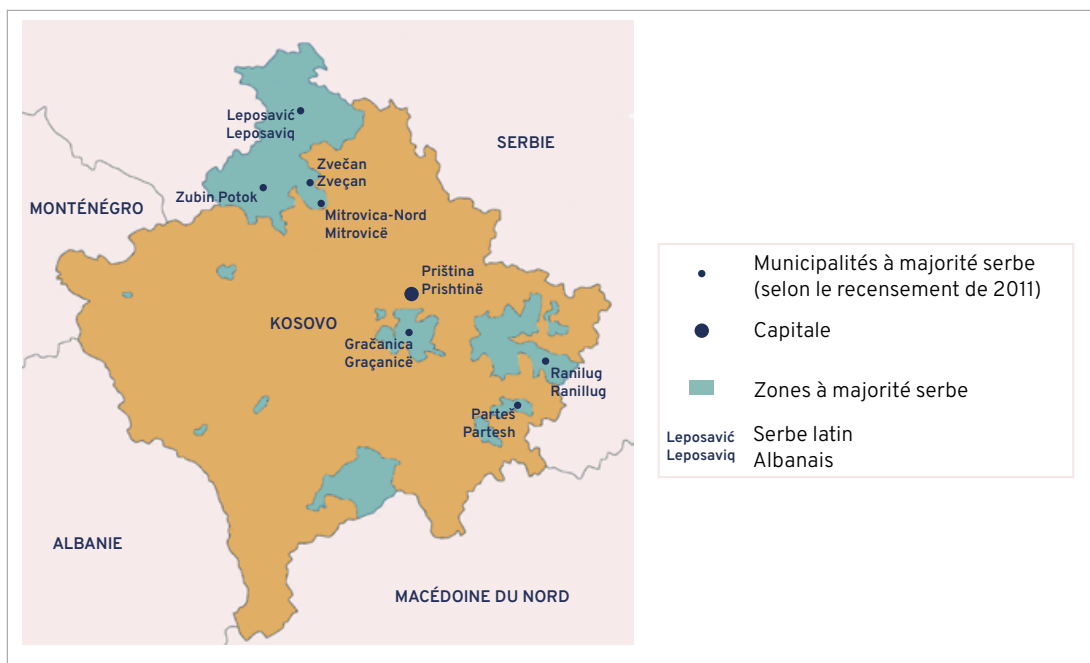 Leposavić
Leposaviq
SERBIE
Zvečan
Zveçan
Zubin Potok
MONTÉNÉGRO
Mitrovica-Nord
Mitrovicë
Priština
Prishtinë
KOSOVO
Gračanica
Graçanicë
Ranilug
Ranillug
Parteš
Partesh
ALBANIE
MACÉDOINE DU NORD
Municipalités à majorité serbe
(selon le recensement de 2011)
Capitale
Zones à majorité serbe
Leposavić
Leposaviq
Serbe latin
Albanais